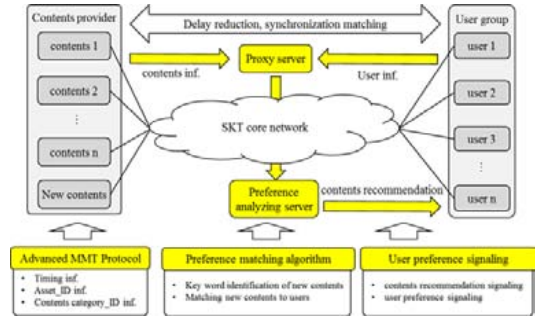 Contents provider
Delay reduction, synchronization matching
User group
contents 1
contents 2
⋮
contents n
New contents
contents inf.
Proxy server
User inf.
user 1
user 2
user 3
⋮
user n
SKT core network
Preference
analyzing server
contents recommendation
Advanced MMT Protocol
• Timing inf.
• Asset_ID inf.
• Contents category_ID inf.
Preference matching algorithm
• Key word identification of new contents
• Matching new contents to users
User preference signaling
• contents recommendation signaling
• user preference signaling